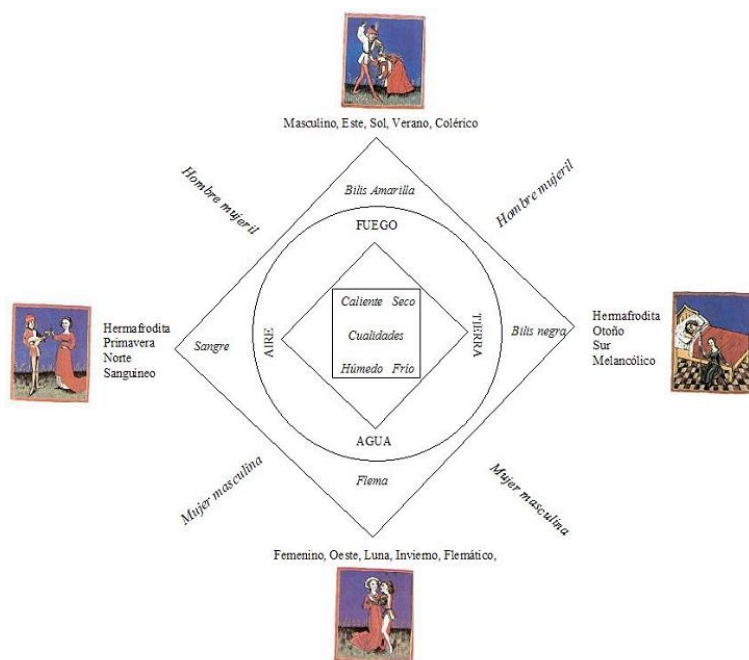 Masculino, Este, Sol, Verano, Colérico
Hombre mujeril
Hombre mujeril
Bilis Amarilla
FUEGO
Caliente Seco
Cualidades
Húmedo Frío
AIRE
TIERRA
Sangre
Bilis negra
Hermafrodita
Primavera
Norte
Sanguineo
Hermafrodita
Otoño
Sur
Melancólico
AGUA
Flema
Mujer masculina
Mujer masculina
Femenino, Oeste, Luna, Invierno, Flemático,